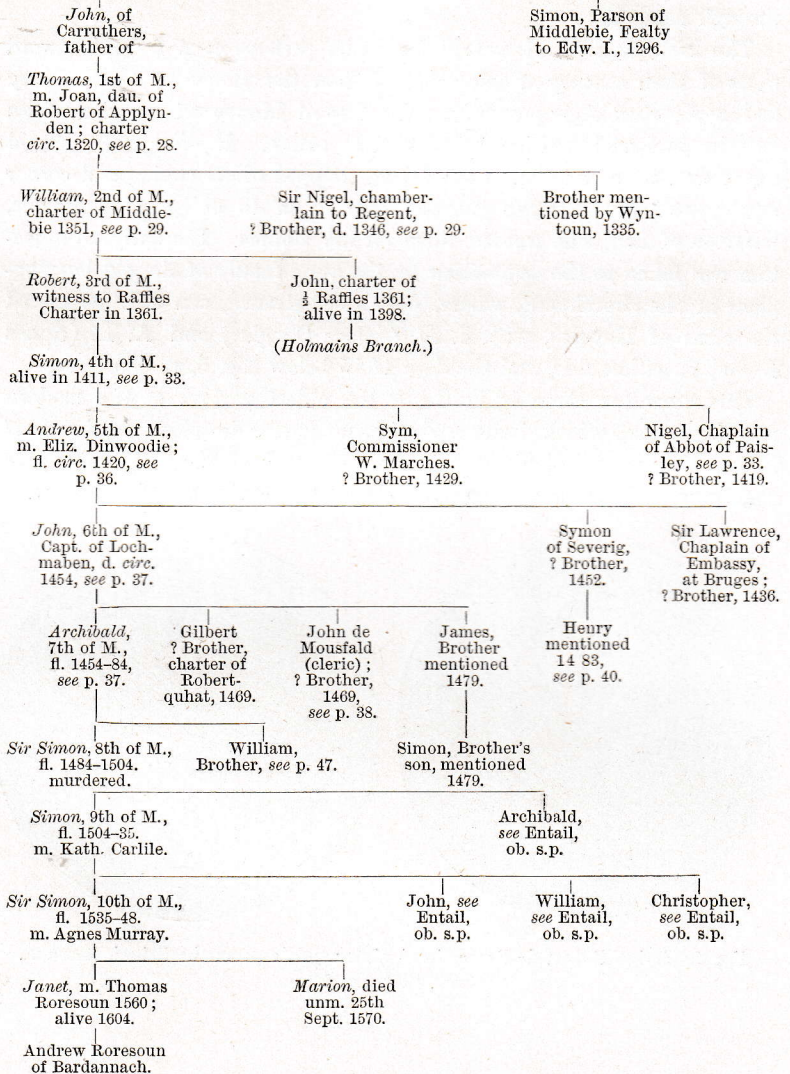 John, of
Carruthers,
father of
Simon, Parson of
Middlebie, Fealty
to Edw. I., 1296.
Thomas, 1st of M.,
m. Joan, dau. of
Robert of Applyn-
den; charter
circ. 1320, see p. 28.
William, 2nd of M.,
charter of Middle-
bie 1351, see p. 29.
Sir Nigel, chamber-
lain to Regent,
? Brother, d. 1346, see p. 29.
Brother men-
tioned by Wyn-
toun, 1335.
Robert, 3rd of M.,
witness to Raffles
Charter in 1361.
John, charter of
½ Raffles 1361;
alive in 1398.
(Holmains Branch.)
Simon, 4th of M.,
alive in 1411, see p. 33.
Andrew, 5th of M.,
m. Eliz. Dinwoodie;
fl. circ. 1420, see
p. 36.
Sym,
Commissioner
W. Marches.
? Brother, 1429.
Nigel, Chaplain
of Abbot of Pais-
ley, see p. 33.
? Brother, 1419.
John, 6th of M.,
Capt. of Loch-
maben, d. circ.
1454, see p. 37.
Symon
of Severig,
? Brother,
1452.
Sir Lawrence,
Chaplain of
Embassy,
at Bruges;
? Brother, 1436.
Archibald,
7th of M.,
fl. 1454–84,
see p. 37.
Gilbert
? Brother,
charter of
Robert-
quhat, 1469.
John de
Mousfald
(cleric);
? Brother,
1469,
see p. 38.
James,
Brother
mentioned
1479.
Henry
mentioned
14 83,
see p. 40.
Sir Simon, 8th of M.,
fl. 1484–1504.
murdered.
William,
Brother, see p. 47.
Simon, Brother's
son, mentioned
1479.
Simon, 9th of M.,
fl. 1504–35.
m. Kath. Carlile.
Archibald,
see Entail,
ob. s.p.
Sir Simon, 10th of M.,
fl. 1535–48.
m. Agnes Murray.
John, see
Entail,
ob. s.p.
William,
see Entail,
ob. s.p.
Christopher,
see Entail,
ob. s.p.
Janet, m. Thomas
Roresoun 1560;
alive 1604.
Marion, died
unm. 25th
Sept. 1570.
Andrew Roresoun
of Bardannach.